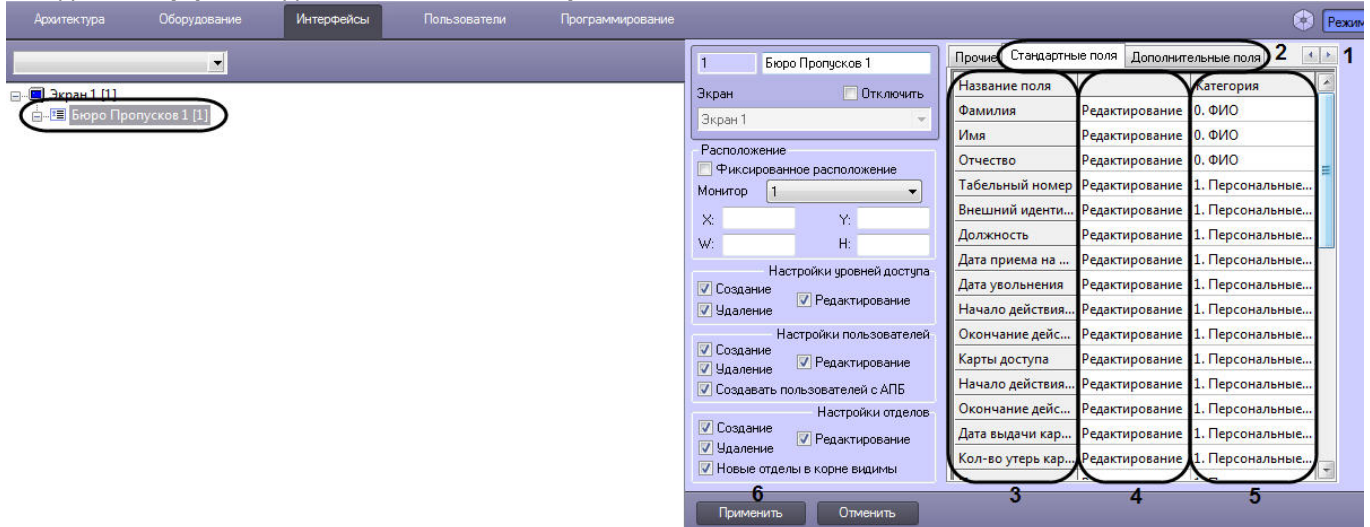 Архитектура Оборудование Интерфейсы Пользователи Программирование Режим
Экран 1 [1]
Бюро Пропусков 1 [1]
1 Бюро Пропусков 1
Экран Отключить
Экран 1
Расположение
Фиксированное расположение
Монитор 1
X: Y:
W: H:
Настройки уровней доступа
Создание
Редактирование
Удаление
Настройки пользователей
Создание
Редактирование
Удаление
Создавать пользователей с АПБ
Настройки отделов
Создание
Редактирование
Удаление
Новые отделы в корне видимы
Прочие Стандартные поля Дополнительные поля 2 1
Название поля Категория
Фамилия Редактирование 0. ФИО
Имя Редактирование 0. ФИО
Отчество Редактирование 0. ФИО
Табельный номер Редактирование 1. Персональные...
Внешний иденти... Редактирование 1. Персональные...
Должность Редактирование 1. Персональные...
Дата приема на ... Редактирование 1. Персональные...
Дата увольнения Редактирование 1. Персональные...
Начало действия... Редактирование 1. Персональные...
Окончание дейс... Редактирование 1. Персональные...
Карты доступа Редактирование 1. Персональные...
Начало действия... Редактирование 1. Персональные...
Окончание дейс... Редактирование 1. Персональные...
Дата выдачи кар... Редактирование 1. Персональные...
Кол-во утерь кар... Редактирование 1. Персональные...
3 4 5
6
Применить Отменить